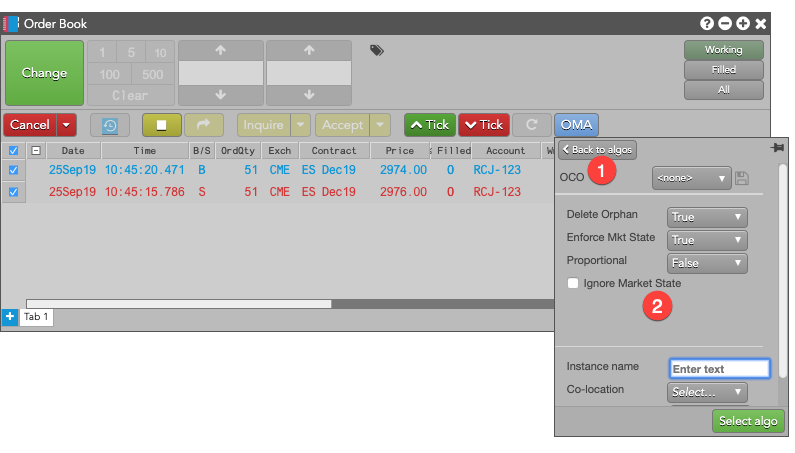 Order Book
Change
1 5 10
100 500
Clear
Working
Filled
All
Cancel
Inquire
Accept
Tick
Tick
C
OMA
Date Time B/S OrdQty Exch Contract Price Filled Account
25Sep19 10:45:20.471 B 51 CME ES Dec19 2974.00 0 RCJ-123
25Sep19 10:45:15.786 S 51 CME ES Dec19 2976.00 0 RCJ-123
Tab 1
Back to algos
1
OCO <none>
Delete Orphan True
Enforce Mkt State True
Proportional False
Ignore Market State
2
Instance name Enter text
Co-location Select...
Select algo